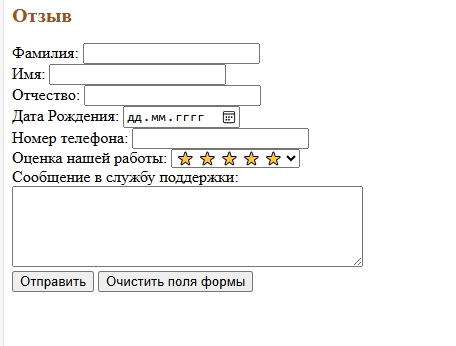 Отзыв
Фамилия:
Имя:
Отчество:
Дата Рождения: дд.мм.гггг
Номер телефона:
Оценка нашей работы: ⭐ ⭐ ⭐ ⭐ ⭐
Сообщение в службу поддержки:
Отправить Очистить поля формы